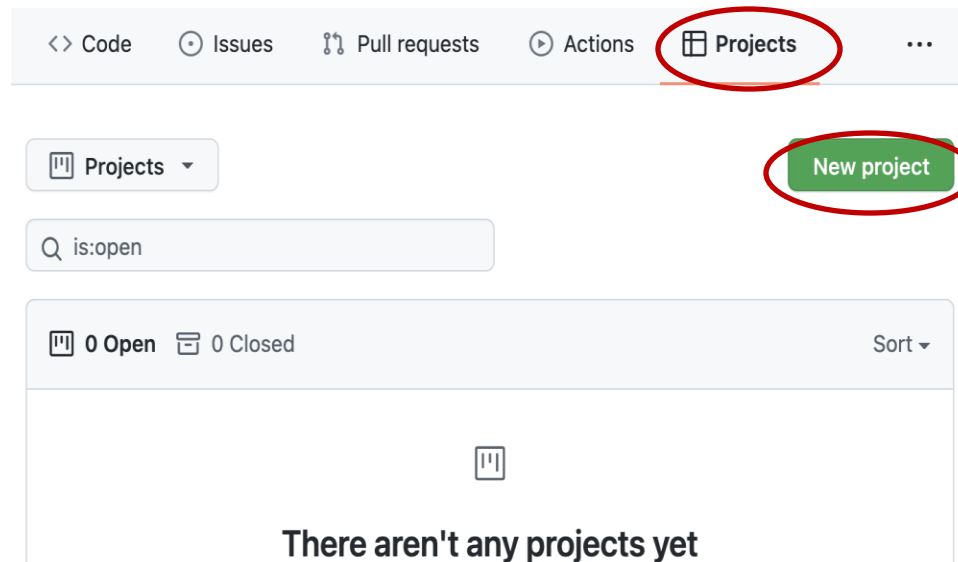 Code Issues Pull requests Actions Projects ...
Projects New project
is:open
0 Open 0 Closed Sort
There aren't any projects yet